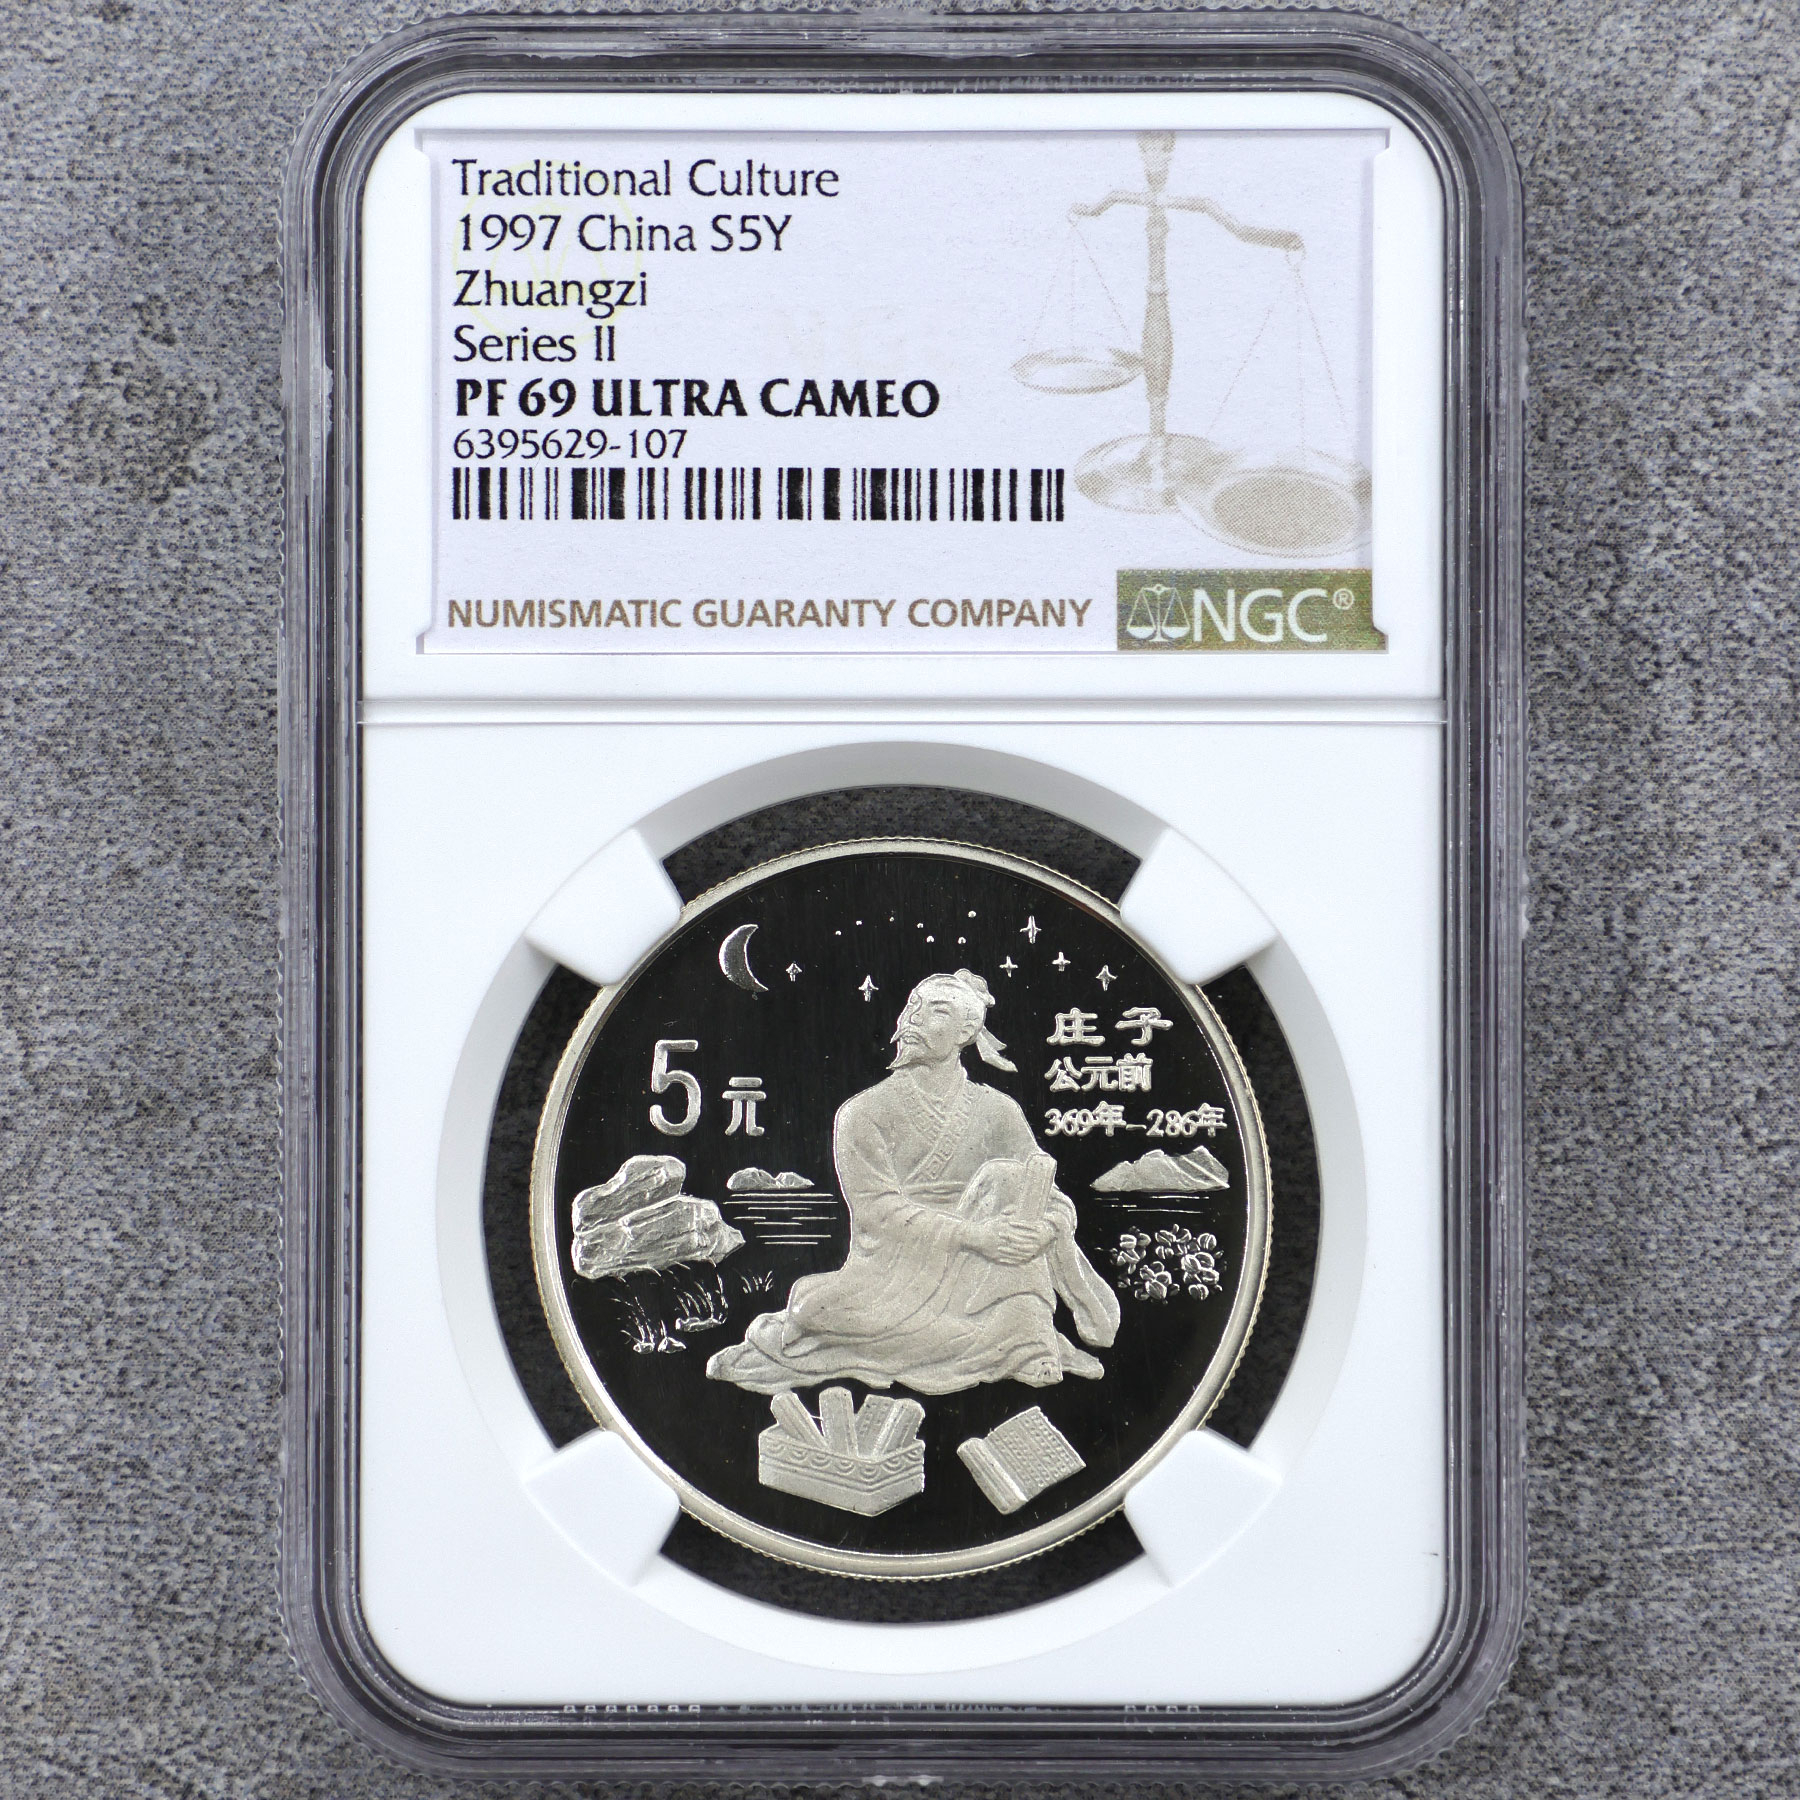 Traditional Culture
1997 China S5Y
Zhuangzi
Series II
PF 69 ULTRA CAMEO
6395629-107
NUMISMATIC GUARANTY COMPANY
NGC®
庄子
公元前
369年-286年
5元